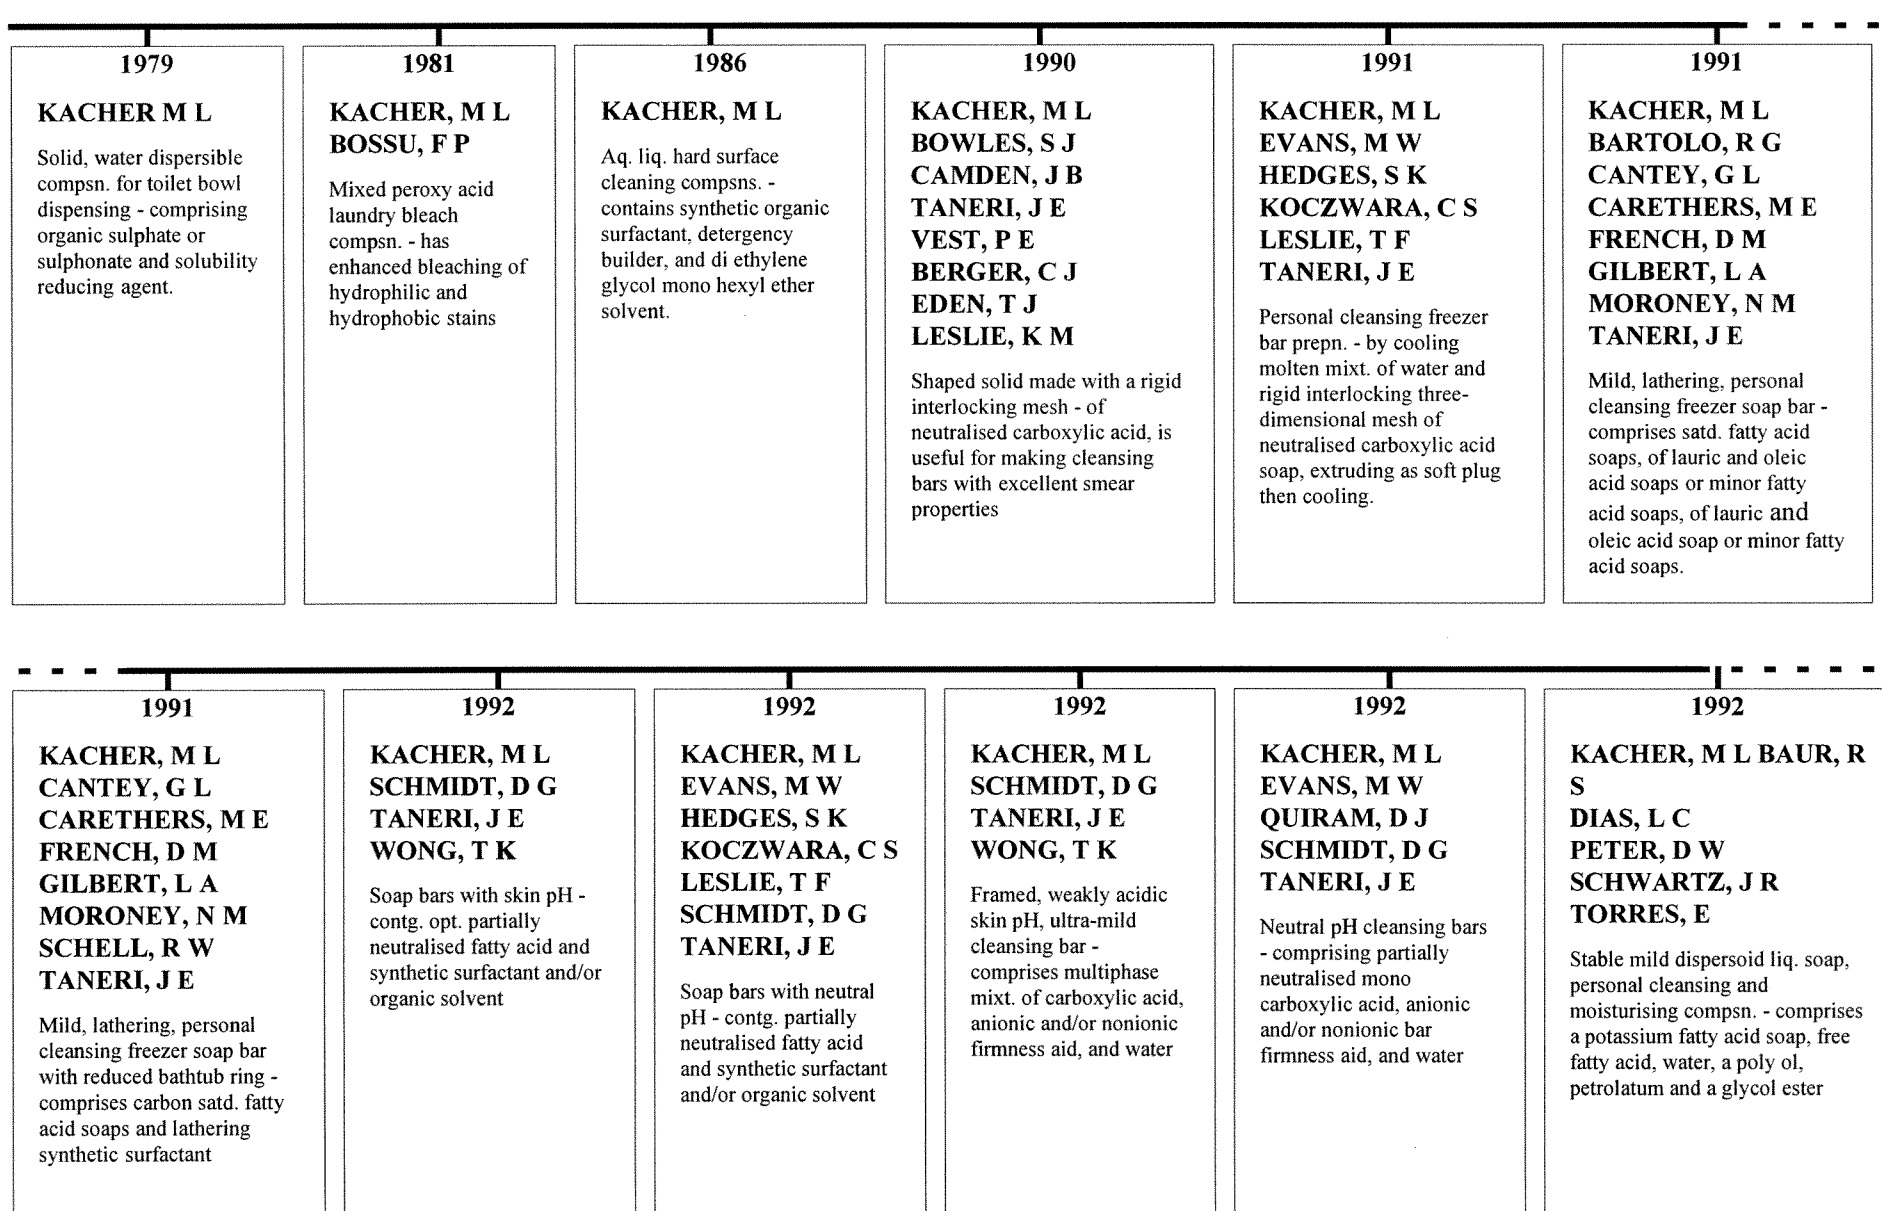 1979
KACHER M L
Solid, water dispersible
compsn. for toilet bowl
dispensing - comprising
organic sulphate or
sulphonate and solubility
reducing agent.
1981
KACHER, M L
BOSSU, F P
Mixed peroxy acid
laundry bleach
compsn. - has
enhanced bleaching of
hydrophilic and
hydrophobic stains
1986
KACHER, M L
Aq. liq. hard surface
cleaning compsns. -
contains synthetic organic
surfactant, detergency
builder, and di ethylene
glycol mono hexyl ether
solvent.
1990
KACHER, M L
BOWLES, S J
CAMDEN, J B
TANERI, J E
VEST, P E
BERGER, C J
EDEN, T J
LESLIE, K M
Shaped solid made with a rigid
interlocking mesh - of
neutralised carboxylic acid, is
useful for making cleansing
bars with excellent smear
properties
1991
KACHER, M L
EVANS, M W
HEDGES, S K
KOCZWARA, C S
LESLIE, T F
TANERI, J E
Personal cleansing freezer
bar prepn. - by cooling
molten mixt. of water and
rigid interlocking three-
dimensional mesh of
neutralised carboxylic acid
soap, extruding as soft plug
then cooling.
1991
KACHER, M L
BARTOLO, R G
CANTEY, G L
CARETHERS, M E
FRENCH, D M
GILBERT, L A
MORONEY, N M
TANERI, J E
Mild, lathering, personal
cleansing freezer soap bar -
comprises satd. fatty acid
soaps, of lauric and oleic
acid soaps or minor fatty
acid soaps, of lauric and
oleic acid soap or minor fatty
acid soaps.
1991
KACHER, M L
CANTEY, G L
CARETHERS, M E
FRENCH, D M
GILBERT, L A
MORONEY, N M
SCHELL, R W
TANERI, J E
Mild, lathering, personal
cleansing freezer soap bar
with reduced bathtub ring -
comprises carbon satd. fatty
acid soaps and lathering
synthetic surfactant
1992
KACHER, M L
SCHMIDT, D G
TANERI, J E
WONG, T K
Soap bars with skin pH -
contg. opt. partially
neutralised fatty acid and
synthetic surfactant and/or
organic solvent
1992
KACHER, M L
EVANS, M W
HEDGES, S K
KOCZWARA, C S
LESLIE, T F
SCHMIDT, D G
TANERI, J E
Soap bars with neutral
pH - contg. partially
neutralised fatty acid
and synthetic surfactant
and/or organic solvent
1992
KACHER, M L
SCHMIDT, D G
TANERI, J E
WONG, T K
Framed, weakly acidic
skin pH, ultra-mild
cleansing bar -
comprises multiphase
mixt. of carboxylic acid,
anionic and/or nonionic
firmness aid, and water
1992
KACHER, M L
EVANS, M W
QUIRAM, D J
SCHMIDT, D G
TANERI, J E
Neutral pH cleansing bars
- comprising partially
neutralised mono
carboxylic acid, anionic
and/or nonionic bar
firmness aid, and water
1992
KACHER, M L BAUR, R
S
DIAS, L C
PETER, D W
SCHWARTZ, J R
TORRES, E
Stable mild dispersoid liq. soap,
personal cleansing and
moisturising compsn. - comprises
a potassium fatty acid soap, free
fatty acid, water, a poly ol,
petrolatum and a glycol ester